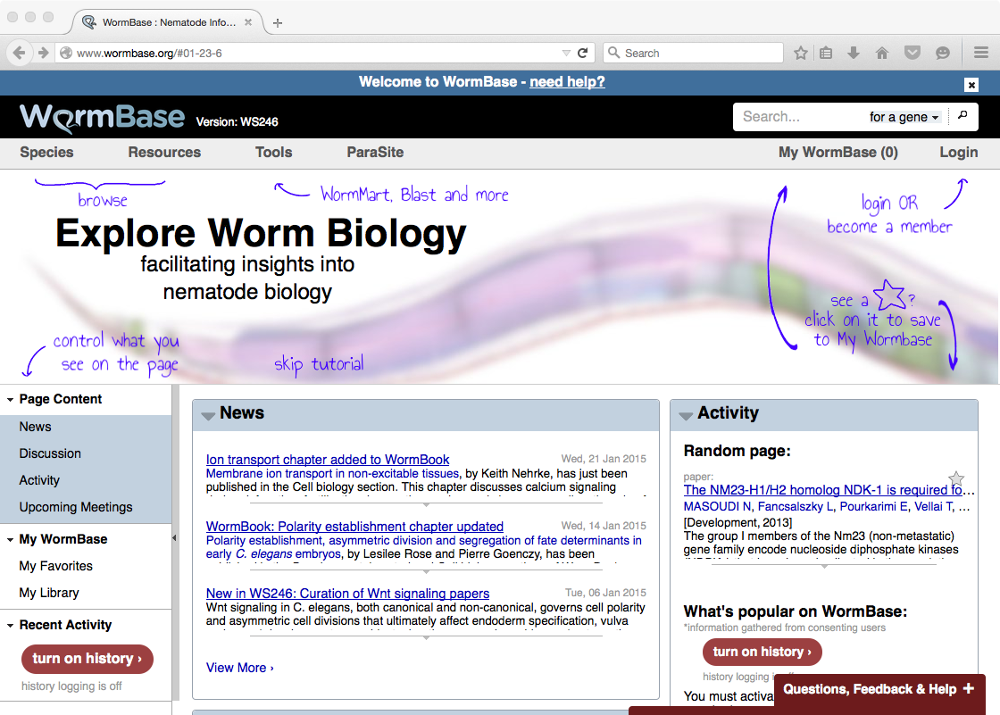 WormBase : Nematode Info...
www.wormbase.org/#01-23-6
Search
Welcome to WormBase - need help?
WormBase
Version: WS246
Search...
for a gene
Species
Resources
Tools
ParaSite
My WormBase (0)
Login
browse
WormMart, Blast and more
login OR
become a member
Explore Worm Biology
facilitating insights into
nematode biology
see a ?
click on it to save
to My Wormbase
control what you
see on the page
skip tutorial
Page Content
News
Discussion
Activity
Upcoming Meetings
My WormBase
My Favorites
My Library
Recent Activity
turn on history ›
history logging is off
News
Ion transport chapter added to WormBook
Wed, 21 Jan 2015
Membrane ion transport in non-excitable tissues, by Keith Nehrke, has just been
published in the Cell biology section. This chapter discusses calcium signaling
WormBook: Polarity establishment chapter updated
Wed, 14 Jan 2015
Polarity establishment, asymmetric division and segregation of fate determinants in
early C. elegans embryos, by Lesilee Rose and Pierre Goenczy, has been
New in WS246: Curation of Wnt signaling papers
Tue, 06 Jan 2015
Wnt signaling in C. elegans, both canonical and non-canonical, governs cell polarity
and asymmetric cell divisions that ultimately affect endoderm specification, vulva
View More ›
Activity
Random page:
paper:
The NM23-H1/H2 homolog NDK-1 is required fo...
MASOUDI N, Fancsalszky L, Pourkarimi E, Vellai T, ...
[Development, 2013]
The group I members of the Nm23 (non-metastatic)
gene family encode nucleoside diphosphate kinases
What's popular on WormBase:
*information gathered from consenting users
turn on history ›
history logging i
You must activa
Questions, Feedback & Help +